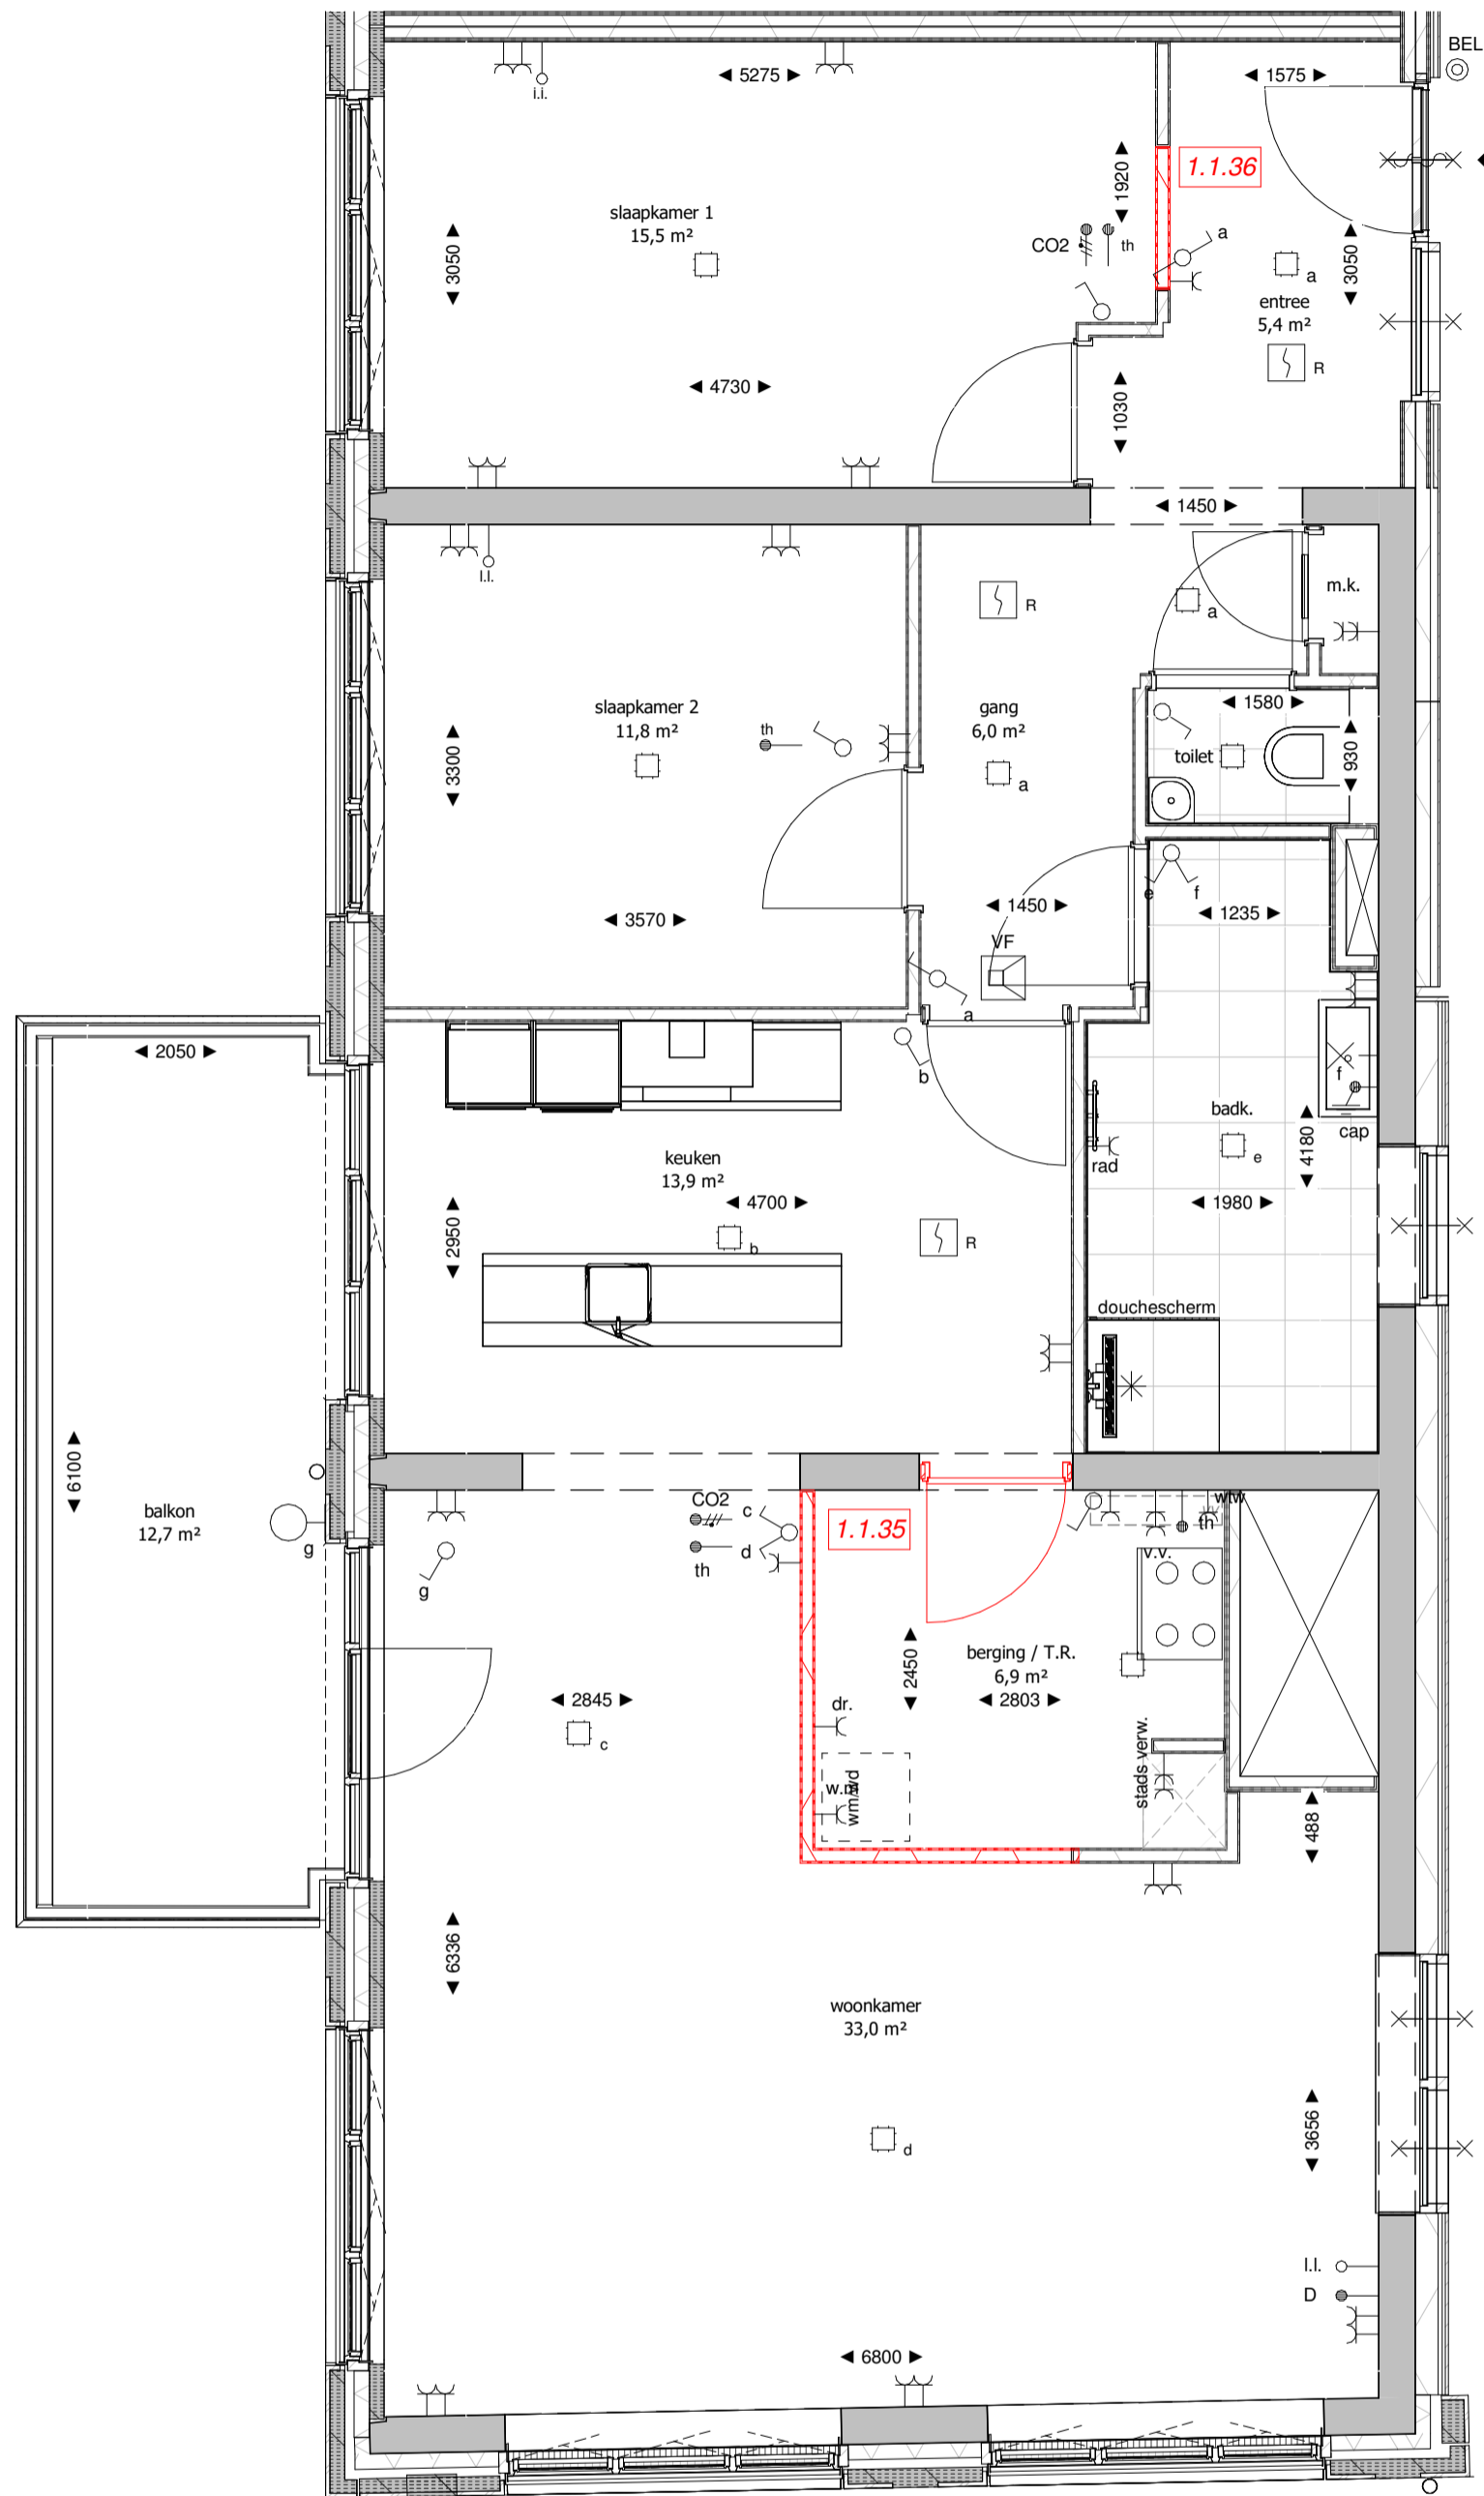 BEL
◄ 5275 ►
◄ 1575 ►
i.i.
1.1.36
◄ 1920 ►
slaapkamer 1
15,5 m²
CO2
th
a
◄ 3050 ►
a
◄ 3050 ►
entree
5,4 m²
R
◄ 4730 ►
◄ 1030 ►
◄ 1450 ►
I.I.
m.k.
R
a
slaapkamer 2
11,8 m²
th
◄ 3300 ►
gang
6,0 m²
a
◄ 1580 ►
toilet
◄ 930 ►
e
f
◄ 3570 ►
◄ 1450 ►
◄ 1235 ►
VF
a
b
◄ 2050 ►
f
cap
badk.
e
rad
◄ 4180 ►
◄ 1980 ►
keuken
13,9 m²
◄ 4700 ►
◄ 2950 ►
b
R
douchescherm
◄ 6100 ►
balkon
12,7 m²
g
g
CO2
th
c
d
1.1.35
wtw
th
v.v.
berging / T.R.
6,9 m²
◄ 2450 ►
◄ 2803 ►
◄ 2845 ►
c
dr.
w.m
wm/wd
stads verw.
◄ 488 ►
◄ 6336 ►
woonkamer
33,0 m²
d
◄ 3656 ►
I.I.
D
◄ 6800 ►